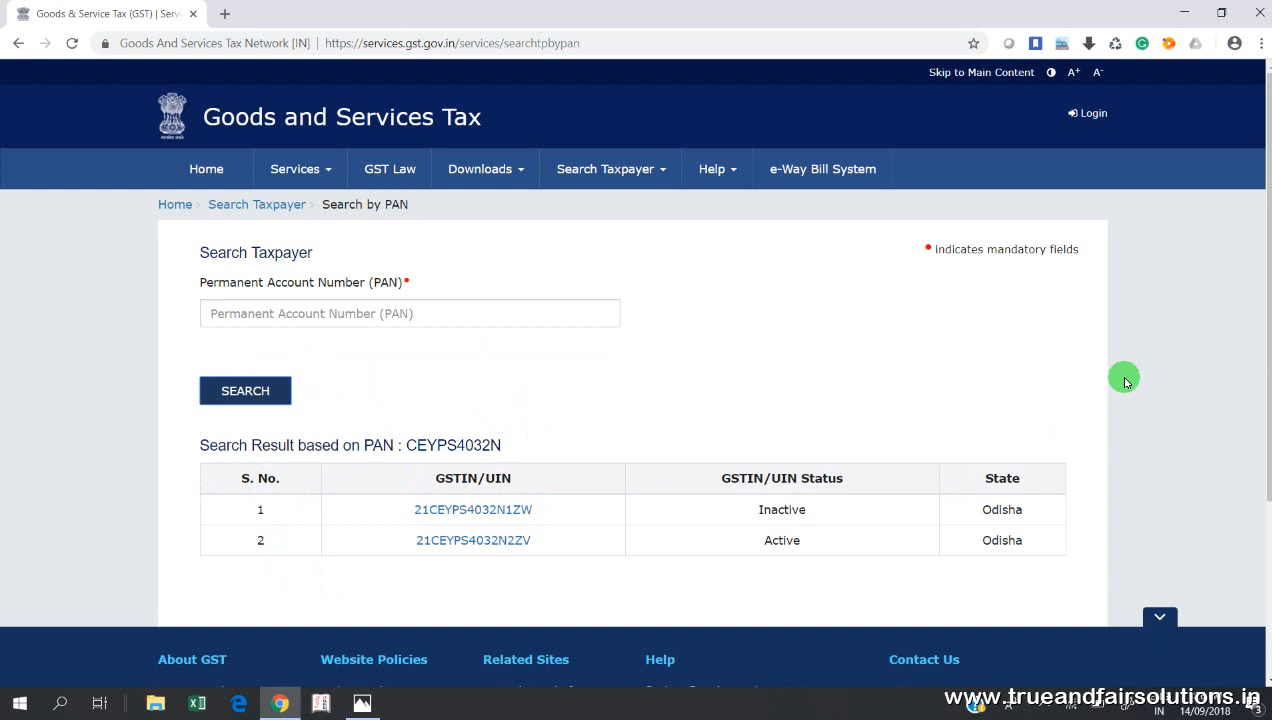 Goods & Service Tax (GST) | Servi
Goods And Services Tax Network [IN] | https://services.gst.gov.in/services/searchtpbypan
Skip to Main Content A+ A-
Goods and Services Tax
Login
Home Services GST Law Downloads Search Taxpayer Help e-Way Bill System
Home › Search Taxpayer › Search by PAN
Search Taxpayer
• Indicates mandatory fields
Permanent Account Number (PAN)•
Permanent Account Number (PAN)
SEARCH
Search Result based on PAN : CEYPS4032N
S. No. GSTIN/UIN GSTIN/UIN Status State
1 21CEYPS4032N1ZW Inactive Odisha
2 21CEYPS4032N2ZV Active Odisha
About GST Website Policies Related Sites Help Contact Us
www.trueandfairsolutions.in
IN 14/09/2018 3